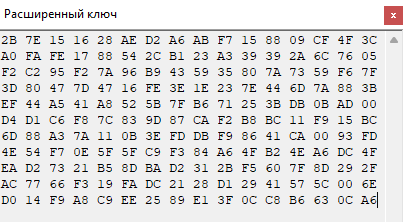 Расширенный ключ
2B 7E 15 16 28 AE D2 A6 AB F7 15 88 09 CF 4F 3C
A0 FA FE 17 88 54 2C B1 23 A3 39 39 2A 6C 76 05
F2 C2 95 F2 7A 96 B9 43 59 35 80 7A 73 59 F6 7F
3D 80 47 7D 47 16 FE 3E 1E 23 7E 44 6D 7A 88 3B
EF 44 A5 41 A8 52 5B 7F B6 71 25 3B DB 0B AD 00
D4 D1 C6 F8 7C 83 9D 87 CA F2 B8 BC 11 F9 15 BC
6D 88 A3 7A 11 0B 3E FD DB F9 86 41 CA 00 93 FD
4E 54 F7 0E 5F 5F C9 F3 84 A6 4F B2 4E A6 DC 4F
EA D2 73 21 B5 8D BA D2 31 2B F5 60 7F 8D 29 2F
AC 77 66 F3 19 FA DC 21 28 D1 29 41 57 5C 00 6E
D0 14 F9 A8 C9 EE 25 89 E1 3F 0C C8 B6 63 0C A6